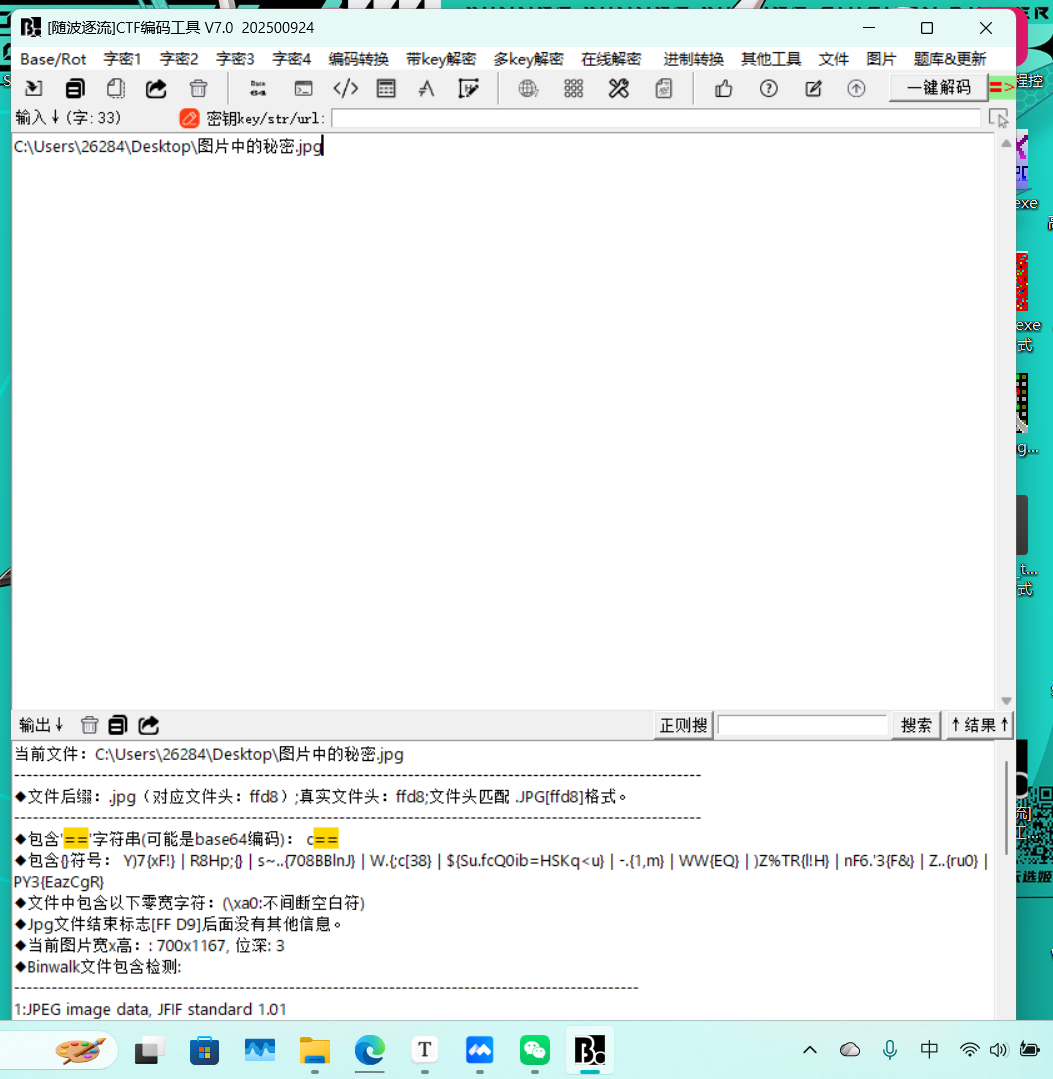 [随波逐流]CTF编码工具 V7.0 202500924
Base/Rot 字密1 字密2 字密3 字密4 编码转换 带key解密 多key解密 在线解密 进制转换 其他工具 文件 图片 题库&更新
Base 64 一键解码 =>
输入↓(字: 33) 密钥key/str/url:
C:\Users\26284\Desktop\图片中的秘密.jpg
输出↓ 正则搜 搜索 ↑结果↑
当前文件：C:\Users\26284\Desktop\图片中的秘密.jpg
◆文件后缀：.jpg（对应文件头：ffd8）;真实文件头：ffd8;文件头匹配 .JPG[ffd8]格式。
◆包含'=='字符串(可能是base64编码)： c==
◆包含{}符号： Y)7{xF!} | R8Hp;{} | s~..{708BBlnJ} | W.{;c[38} | ${Su.fcQ0ib=HSKq<u} | -.{1,m} | WW{EQ} | )Z%TR{l!H} | nF6.'3{F&} | Z..{ru0} |
PY3{EazCgR}
◆文件中包含以下零宽字符：(\xa0:不间断空白符)
◆Jpg文件结束标志[FF D9]后面没有其他信息。
◆当前图片宽x高：: 700x1167, 位深: 3
◆Binwalk文件包含检测:
1:JPEG image data, JFIF standard 1.01
程控
exe
exe
式
g...
_t...
式
T 中